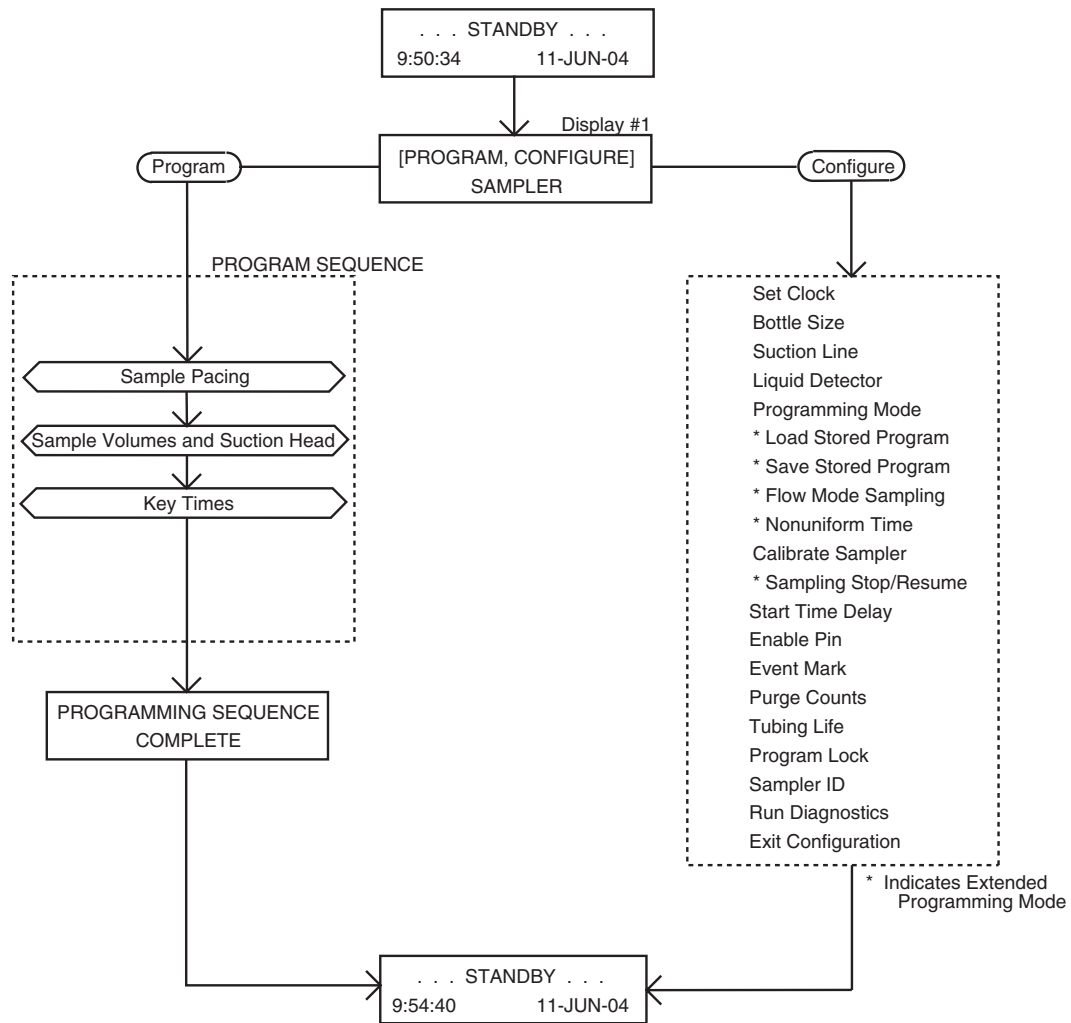 . . . STANDBY . . .
9:50:34 11-JUN-04
Display #1
[PROGRAM, CONFIGURE]
SAMPLER
Program
Configure
PROGRAM SEQUENCE
Sample Pacing
Sample Volumes and Suction Head
Key Times
PROGRAMMING SEQUENCE
COMPLETE
Set Clock
Bottle Size
Suction Line
Liquid Detector
Programming Mode
* Load Stored Program
* Save Stored Program
* Flow Mode Sampling
* Nonuniform Time
Calibrate Sampler
* Sampling Stop/Resume
Start Time Delay
Enable Pin
Event Mark
Purge Counts
Tubing Life
Program Lock
Sampler ID
Run Diagnostics
Exit Configuration
* Indicates Extended
Programming Mode
. . . STANDBY . . .
9:54:40 11-JUN-04